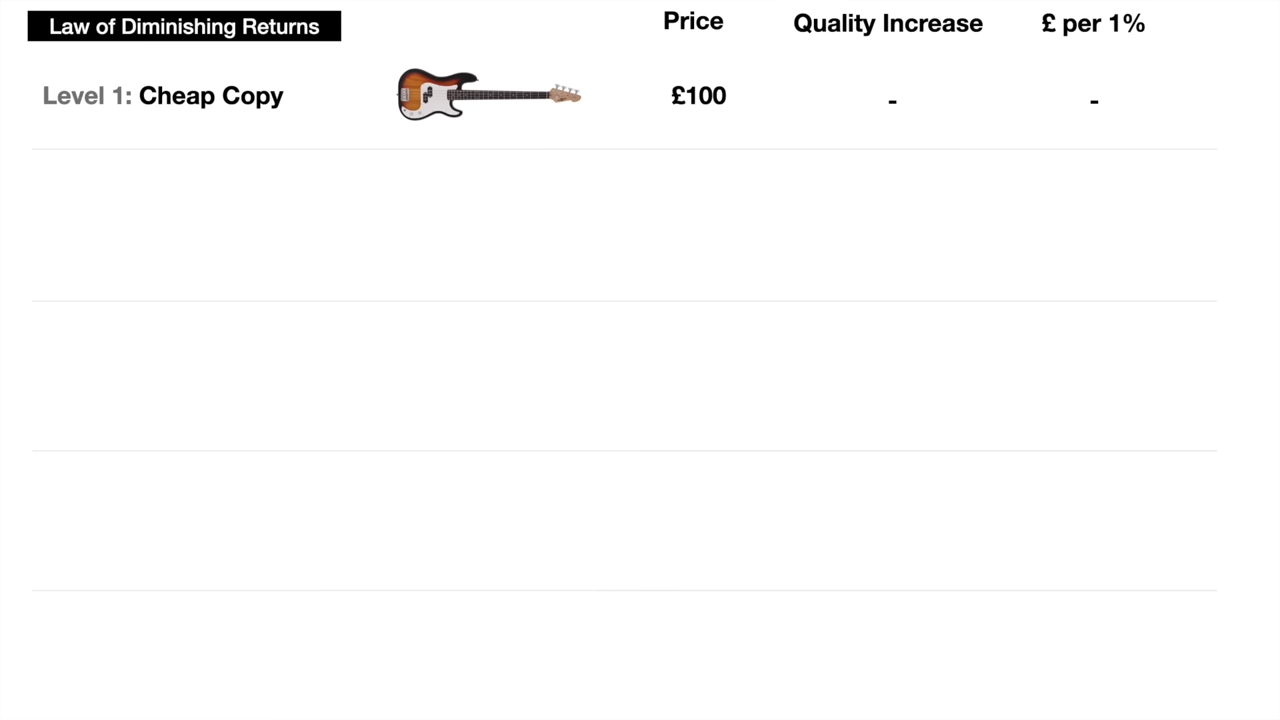 Law of Diminishing Returns Price Quality Increase £ per 1%
Level 1: Cheap Copy £100 - -